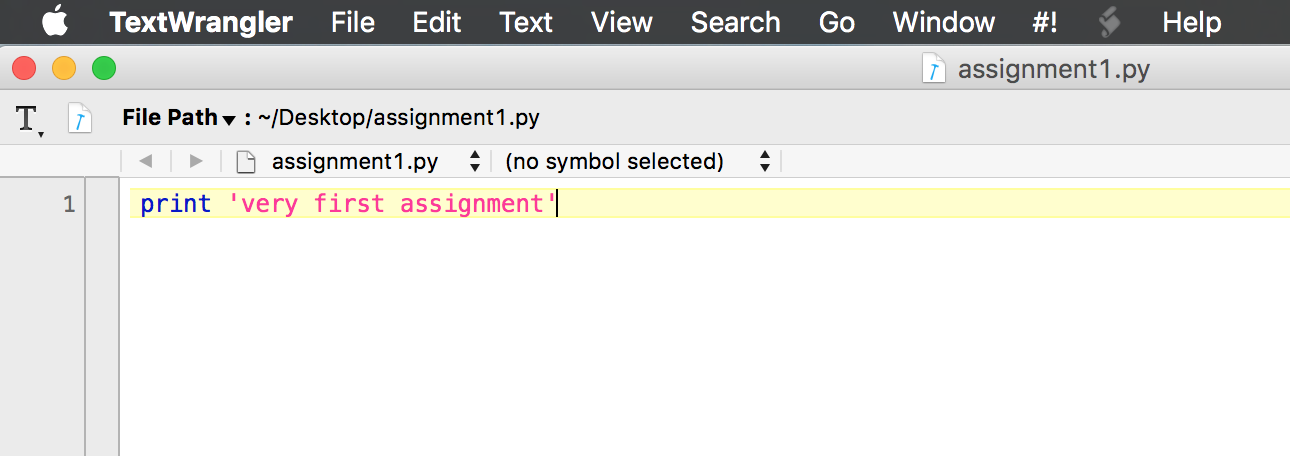 TextWrangler File Edit Text View Search Go Window #! Help
assignment1.py
T File Path : ~/Desktop/assignment1.py
assignment1.py (no symbol selected)
1 print 'very first assignment'